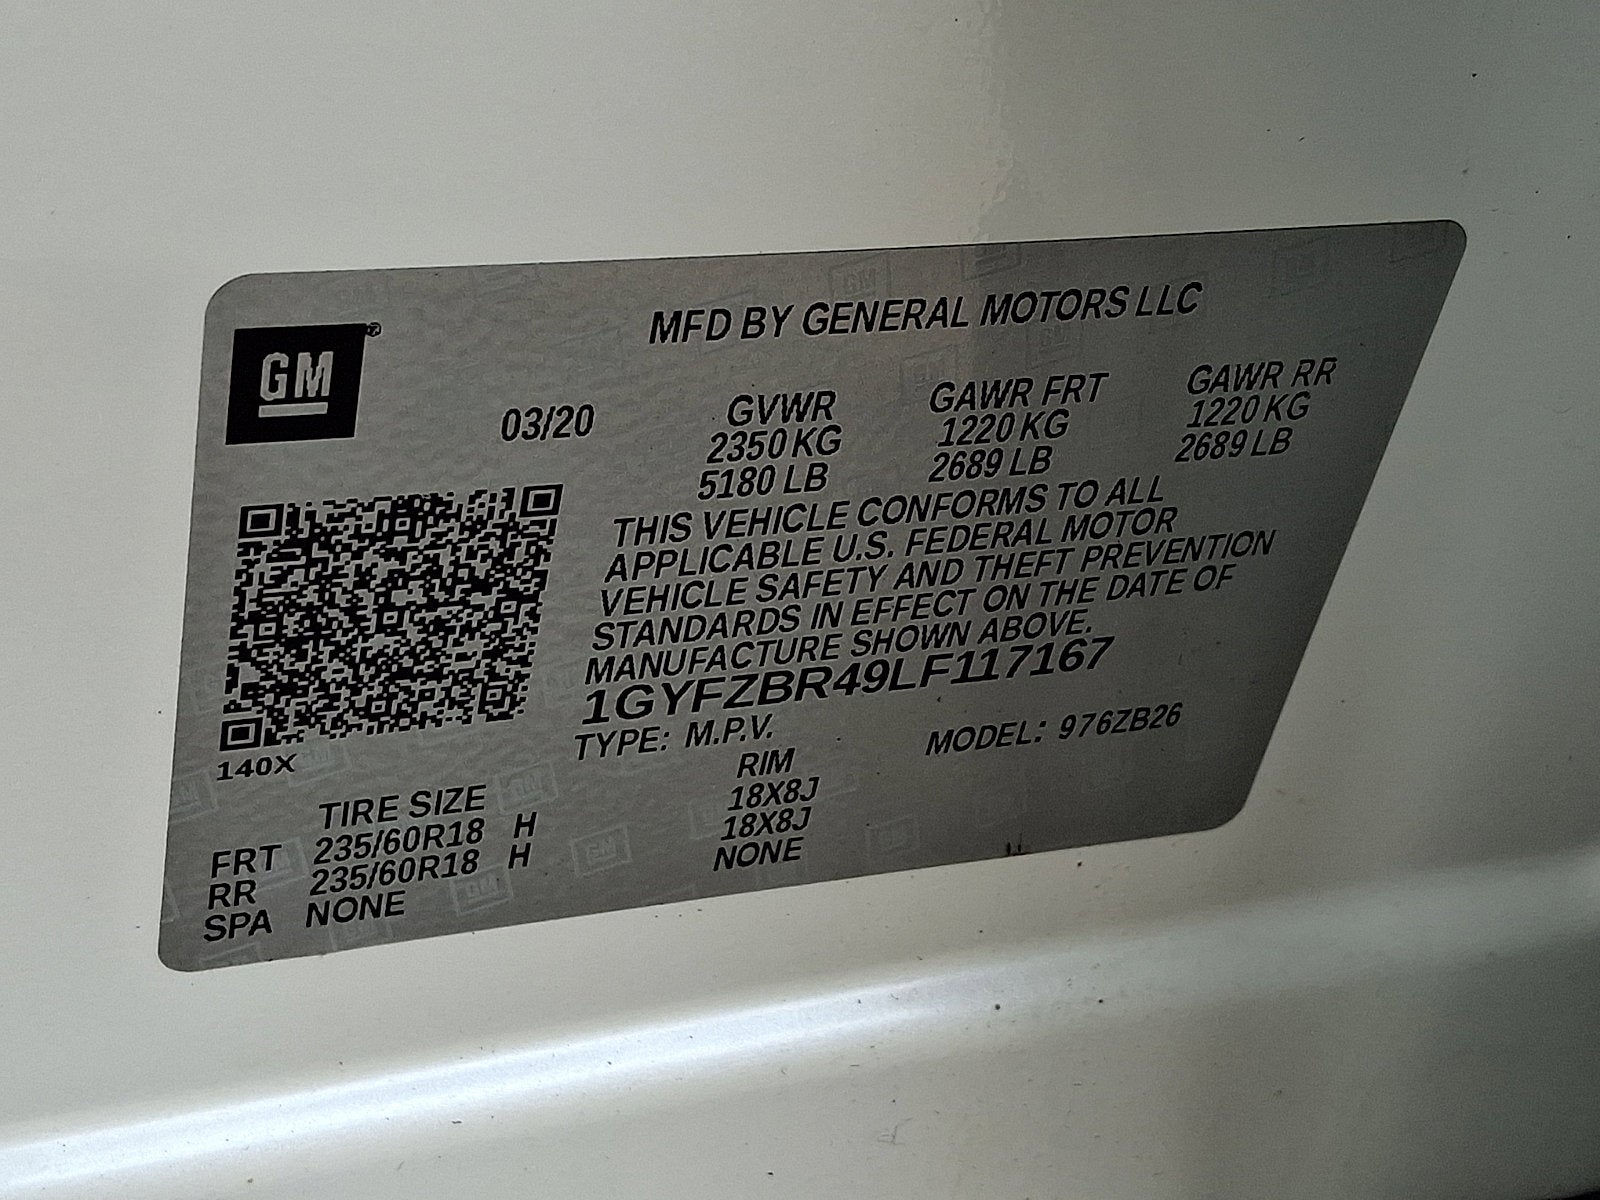 GM
MFD BY GENERAL MOTORS LLC
03/20
GVWR GAWR FRT GAWR RR
2350 KG 1220 KG 1220 KG
5180 LB 2689 LB 2689 LB
THIS VEHICLE CONFORMS TO ALL
APPLICABLE U.S. FEDERAL MOTOR
VEHICLE SAFETY AND THEFT PREVENTION
STANDARDS IN EFFECT ON THE DATE OF
MANUFACTURE SHOWN ABOVE.
1GYFZBR49LF117167
TYPE: M.P.V. MODEL: 976ZB26
140X
TIRE SIZE RIM
FRT 235/60R18 H 18X8J
RR 235/60R18 H 18X8J
SPA NONE NONE